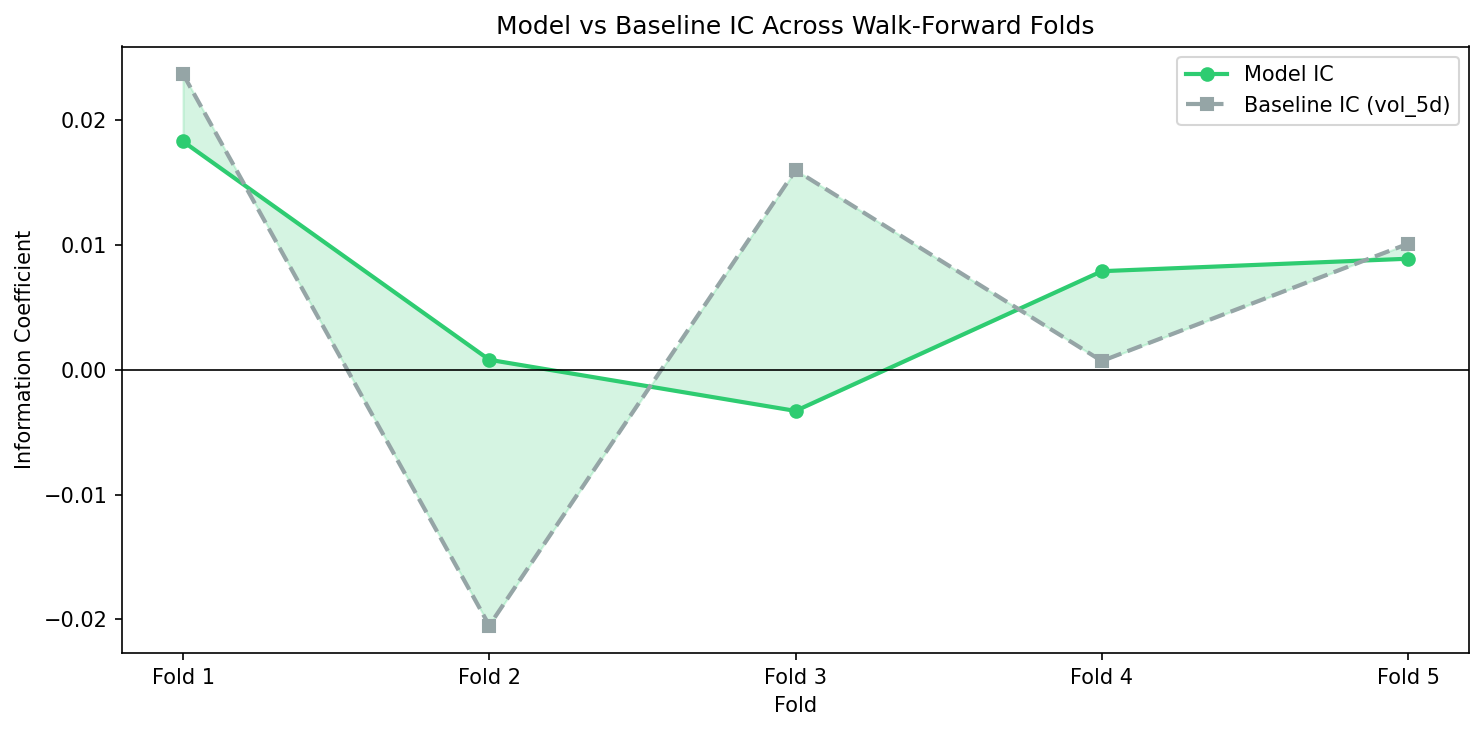 Model vs Baseline IC Across Walk-Forward Folds
Model IC
Baseline IC (vol_5d)
Information Coefficient
0.02
0.01
0.00
−0.01
−0.02
Fold 1 Fold 2 Fold 3 Fold 4 Fold 5
Fold